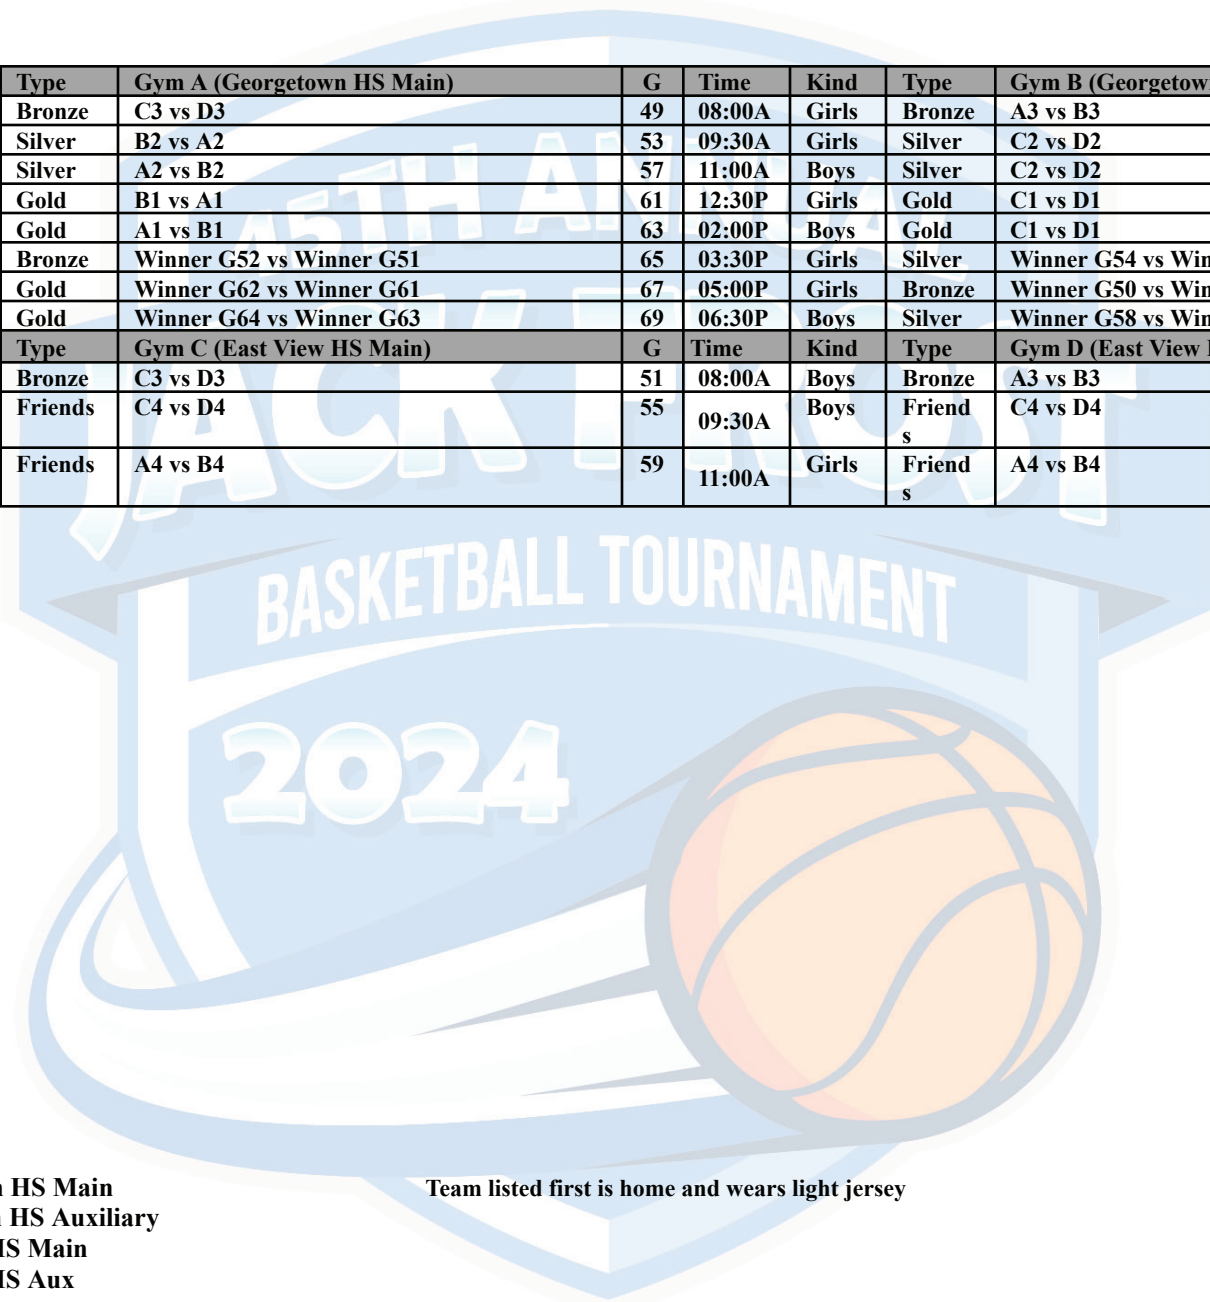 Type Gym A (Georgetown HS Main) G Time Kind Type Gym B
Bronze C3 vs D3 49 08:00A Girls Bronze A3 vs B3
Silver B2 vs A2 53 09:30A Girls Silver C2 vs D2
Silver A2 vs B2 57 11:00A Boys Silver C2 vs D2
Gold B1 vs A1 61 12:30P Girls Gold C1 vs D1
Gold A1 vs B1 63 02:00P Boys Gold C1 vs D1
Bronze Winner G52 vs Winner G51 65 03:30P Girls Silver Winner G54 vs
Gold Winner G62 vs Winner G61 67 05:00P Girls Bronze Winner G50 vs
Gold Winner G64 vs Winner G63 69 06:30P Boys Silver Winner G58 vs
Type Gym C (East View HS Main) G Time Kind Type Gym D (East View
Bronze C3 vs D3 51 08:00A Boys Bronze A3 vs B3
Friends C4 vs D4 55 09:30A Boys Friend C4 vs D4
s
Friends A4 vs B4 59 11:00A Girls Friend A4 vs B4
s
45TH ANNUAL
JACK FROST
BASKETBALL TOURNAMENT
2024
HS Main Team listed first is home and wears light jersey
HS Auxiliary
HS Main
HS Aux